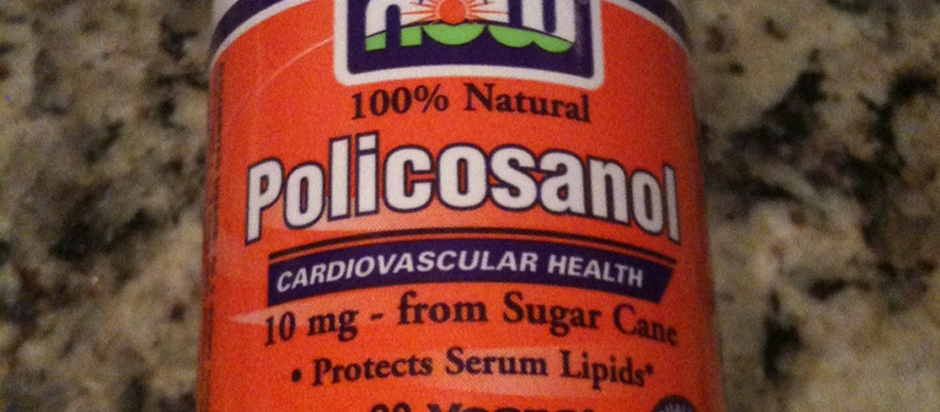 now
100% Natural
Policosanol
CARDIOVASCULAR HEALTH
10 mg - from Sugar Cane
• Protects Serum Lipids*